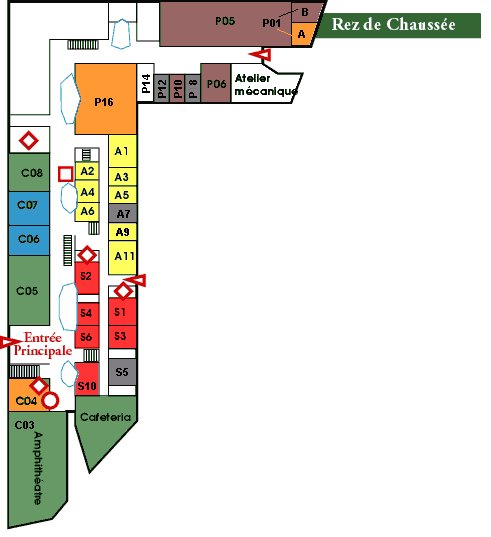 Rez de Chaussée
P05
P01
B
A
P14
P12
P10
P 8
P06
Atelier
mécanique
P16
A1
A2
A3
A4
A5
A6
A7
A9
A11
C08
C07
C06
C05
S2
S1
S4
S3
S6
S5
S10
Entrée
Principale
C04
C03
Cafeteria
Amphithéatre